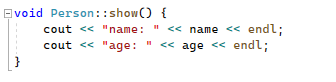 void Person::show() {
cout << "name: " << name << endl;
cout << "age: " << age << endl;
}